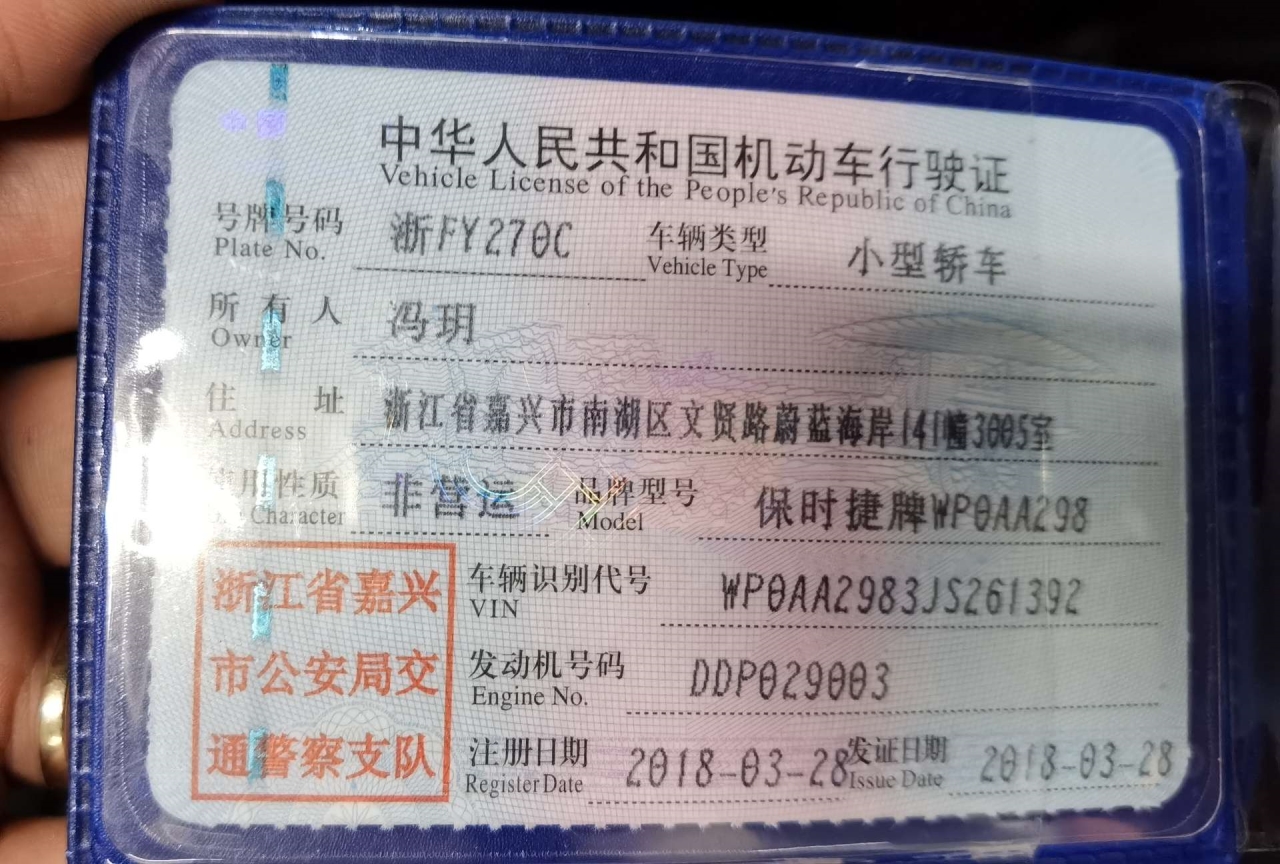 中华人民共和国机动车行驶证
Vehicle License of the People's Republic of China
号牌号码 浙FY270C 车辆类型 小型轿车
Plate No. Vehicle Type
所有人 冯玥
Owner
住址 浙江省嘉兴市南湖区文贤路蔚蓝海岸141幢3005室
Address
使用性质 非营运 品牌型号 保时捷牌WP0AA298
Character Model
浙江省嘉兴 车辆识别代号 WP0AA2983JS261392
VIN
市公安局交 发动机号码 DDP029003
Engine No.
通警察支队 注册日期 2018-03-28 发证日期 2018-03-28
Register Date Issue Date